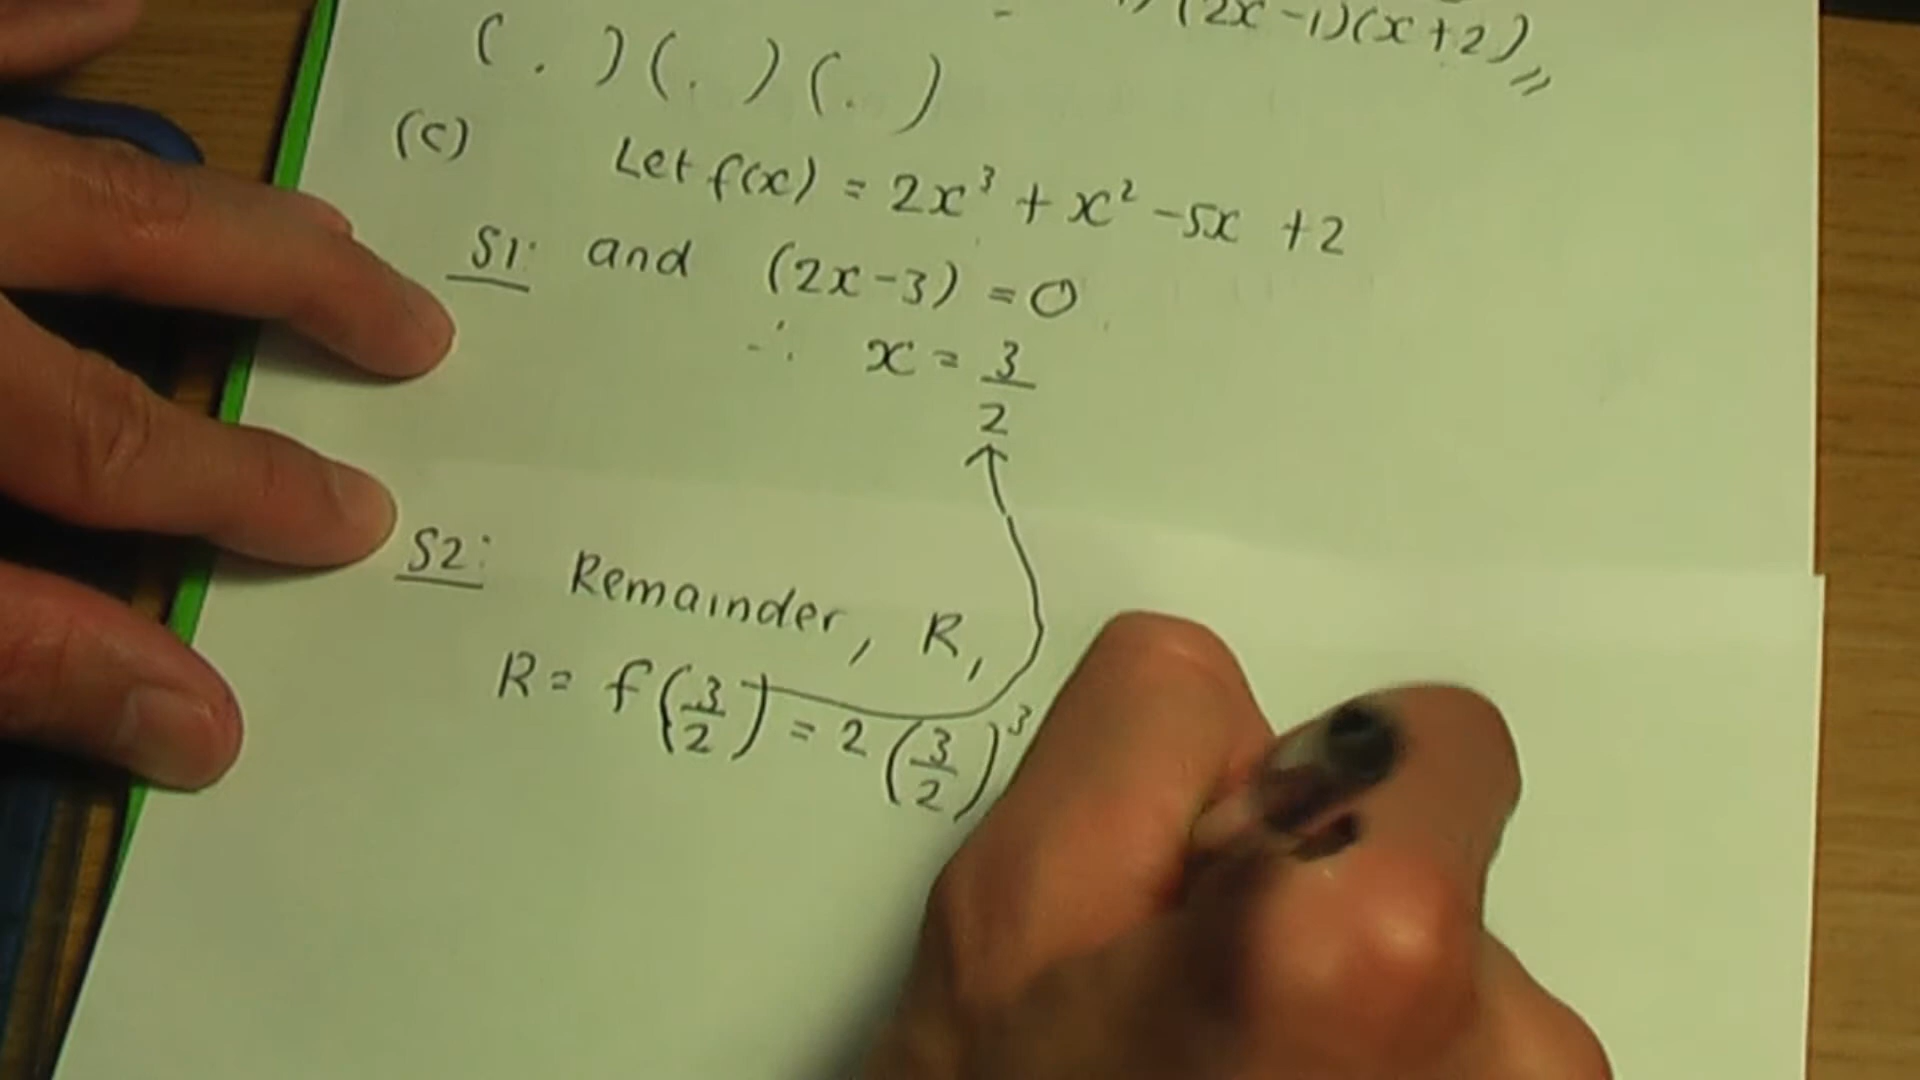 (2x-1)(x+2)
( . ) ( . ) ( . )
(c) Let f(x) = 2x³ + x² -5x +2
S1: and (2x-3) = 0
∴ x = 3/2
S2: Remainder, R,
R = f(3/2) = 2(3/2)³